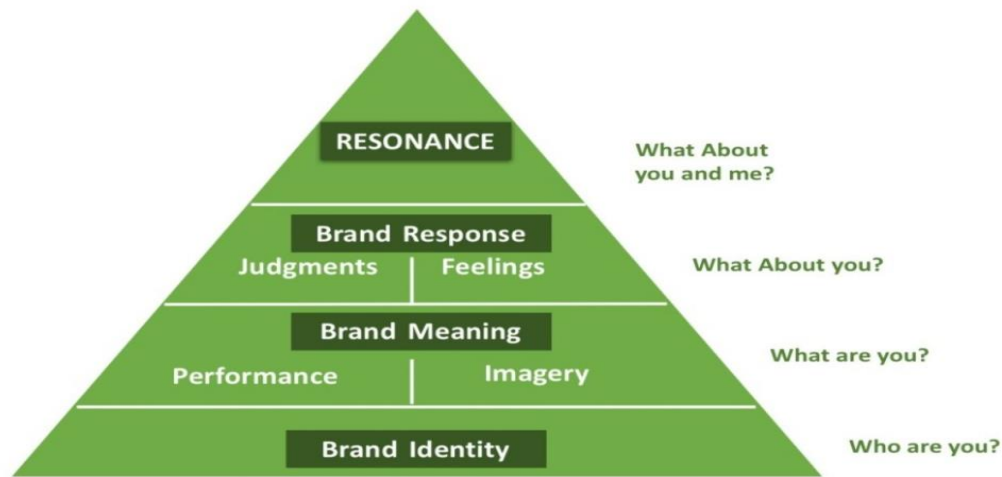 RESONANCE
What About
you and me?
Brand Response
Judgments
Feelings
What About you?
Brand Meaning
What are you?
Performance
Imagery
Brand Identity
Who are you?